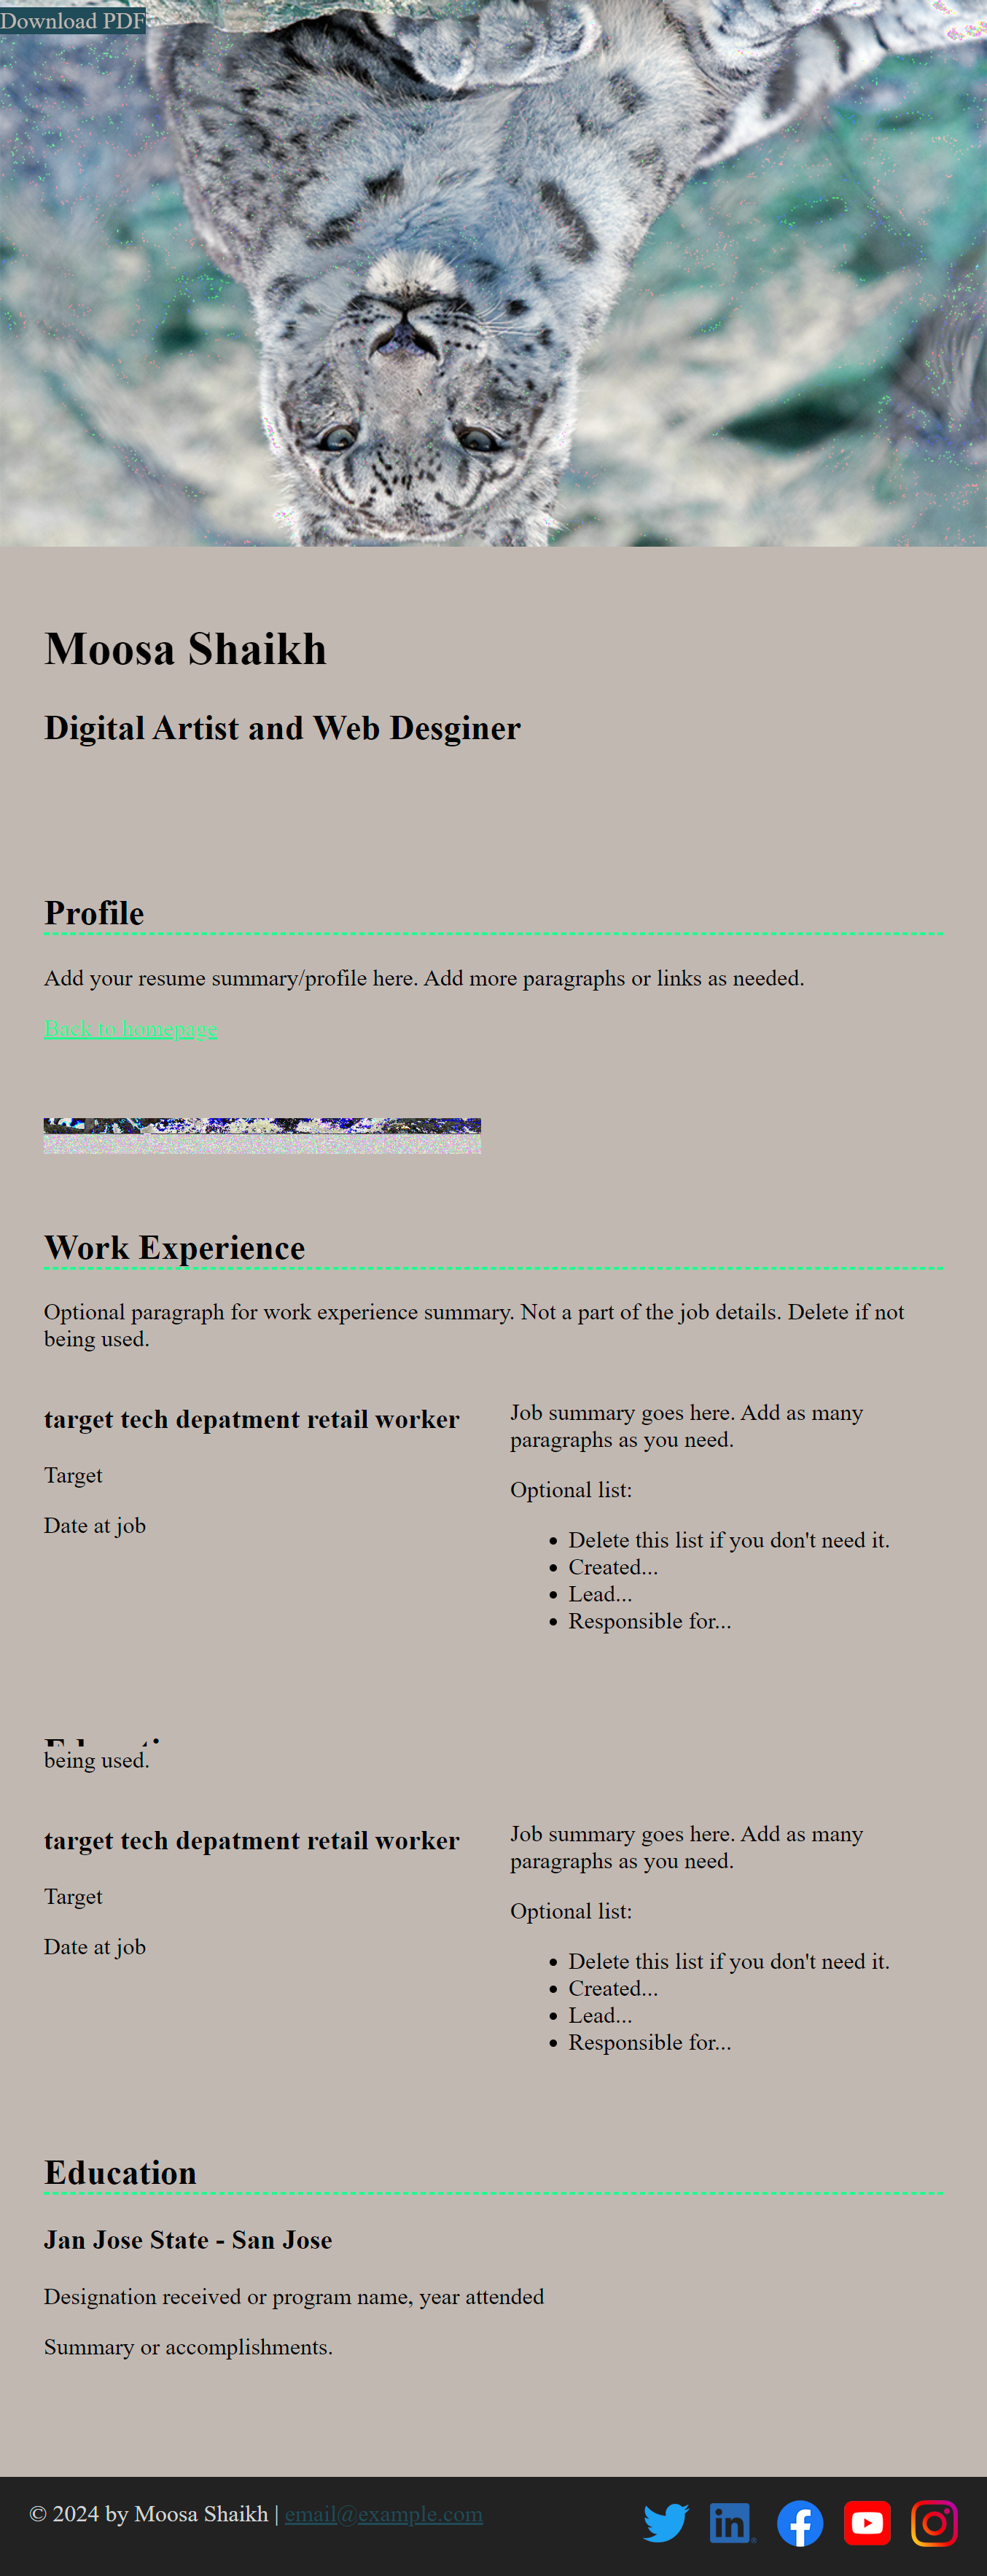 Download PDF
Moosa Shaikh
Digital Artist and Web Desginer
Profile
Add your resume summary/profile here. Add more paragraphs or links as needed.
Back to homepage
Work Experience
Optional paragraph for work experience summary. Not a part of the job details. Delete if not
being used.
target tech depatment retail worker
Target
Date at job
Job summary goes here. Add as many
paragraphs as you need.
Optional list:
• Delete this list if you don't need it.
• Created...
• Lead...
• Responsible for...
being used.
target tech depatment retail worker
Target
Date at job
Job summary goes here. Add as many
paragraphs as you need.
Optional list:
• Delete this list if you don't need it.
• Created...
• Lead...
• Responsible for...
Education
Jan Jose State - San Jose
Designation received or program name, year attended
Summary or accomplishments.
© 2024 by Moosa Shaikh | email@example.com
in